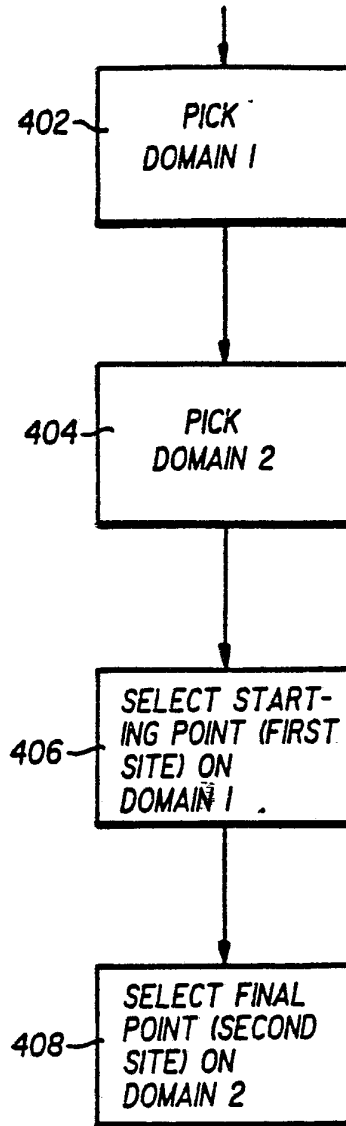 402
PICK
DOMAIN 1
404
PICK
DOMAIN 2
406
SELECT START-
ING POINT (FIRST
SITE) ON
DOMAIN 1
408
SELECT FINAL
POINT (SECOND
SITE) ON
DOMAIN 2